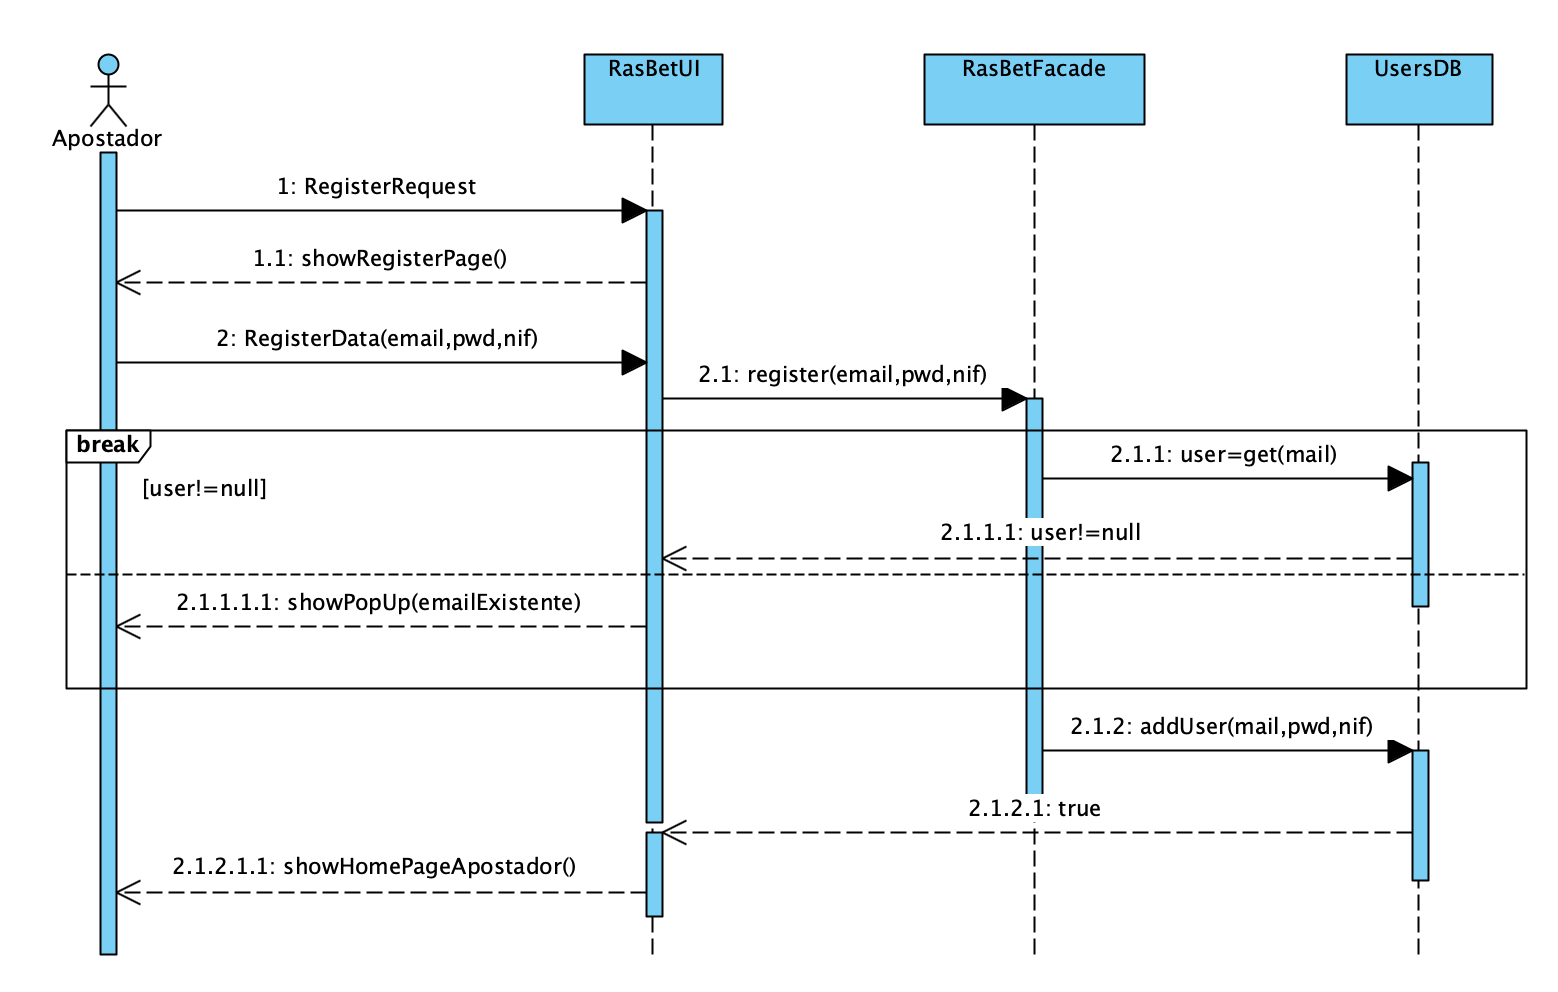 Apostador
RasBetUI
RasBetFacade
UsersDB
1: RegisterRequest
1.1: showRegisterPage()
2: RegisterData(email,pwd,nif)
2.1: register(email,pwd,nif)
break
[user!=null]
2.1.1: user=get(mail)
2.1.1.1: user!=null
2.1.1.1.1: showPopUp(emailExistente)
2.1.2: addUser(mail,pwd,nif)
2.1.2.1: true
2.1.2.1.1: showHomePageApostador()